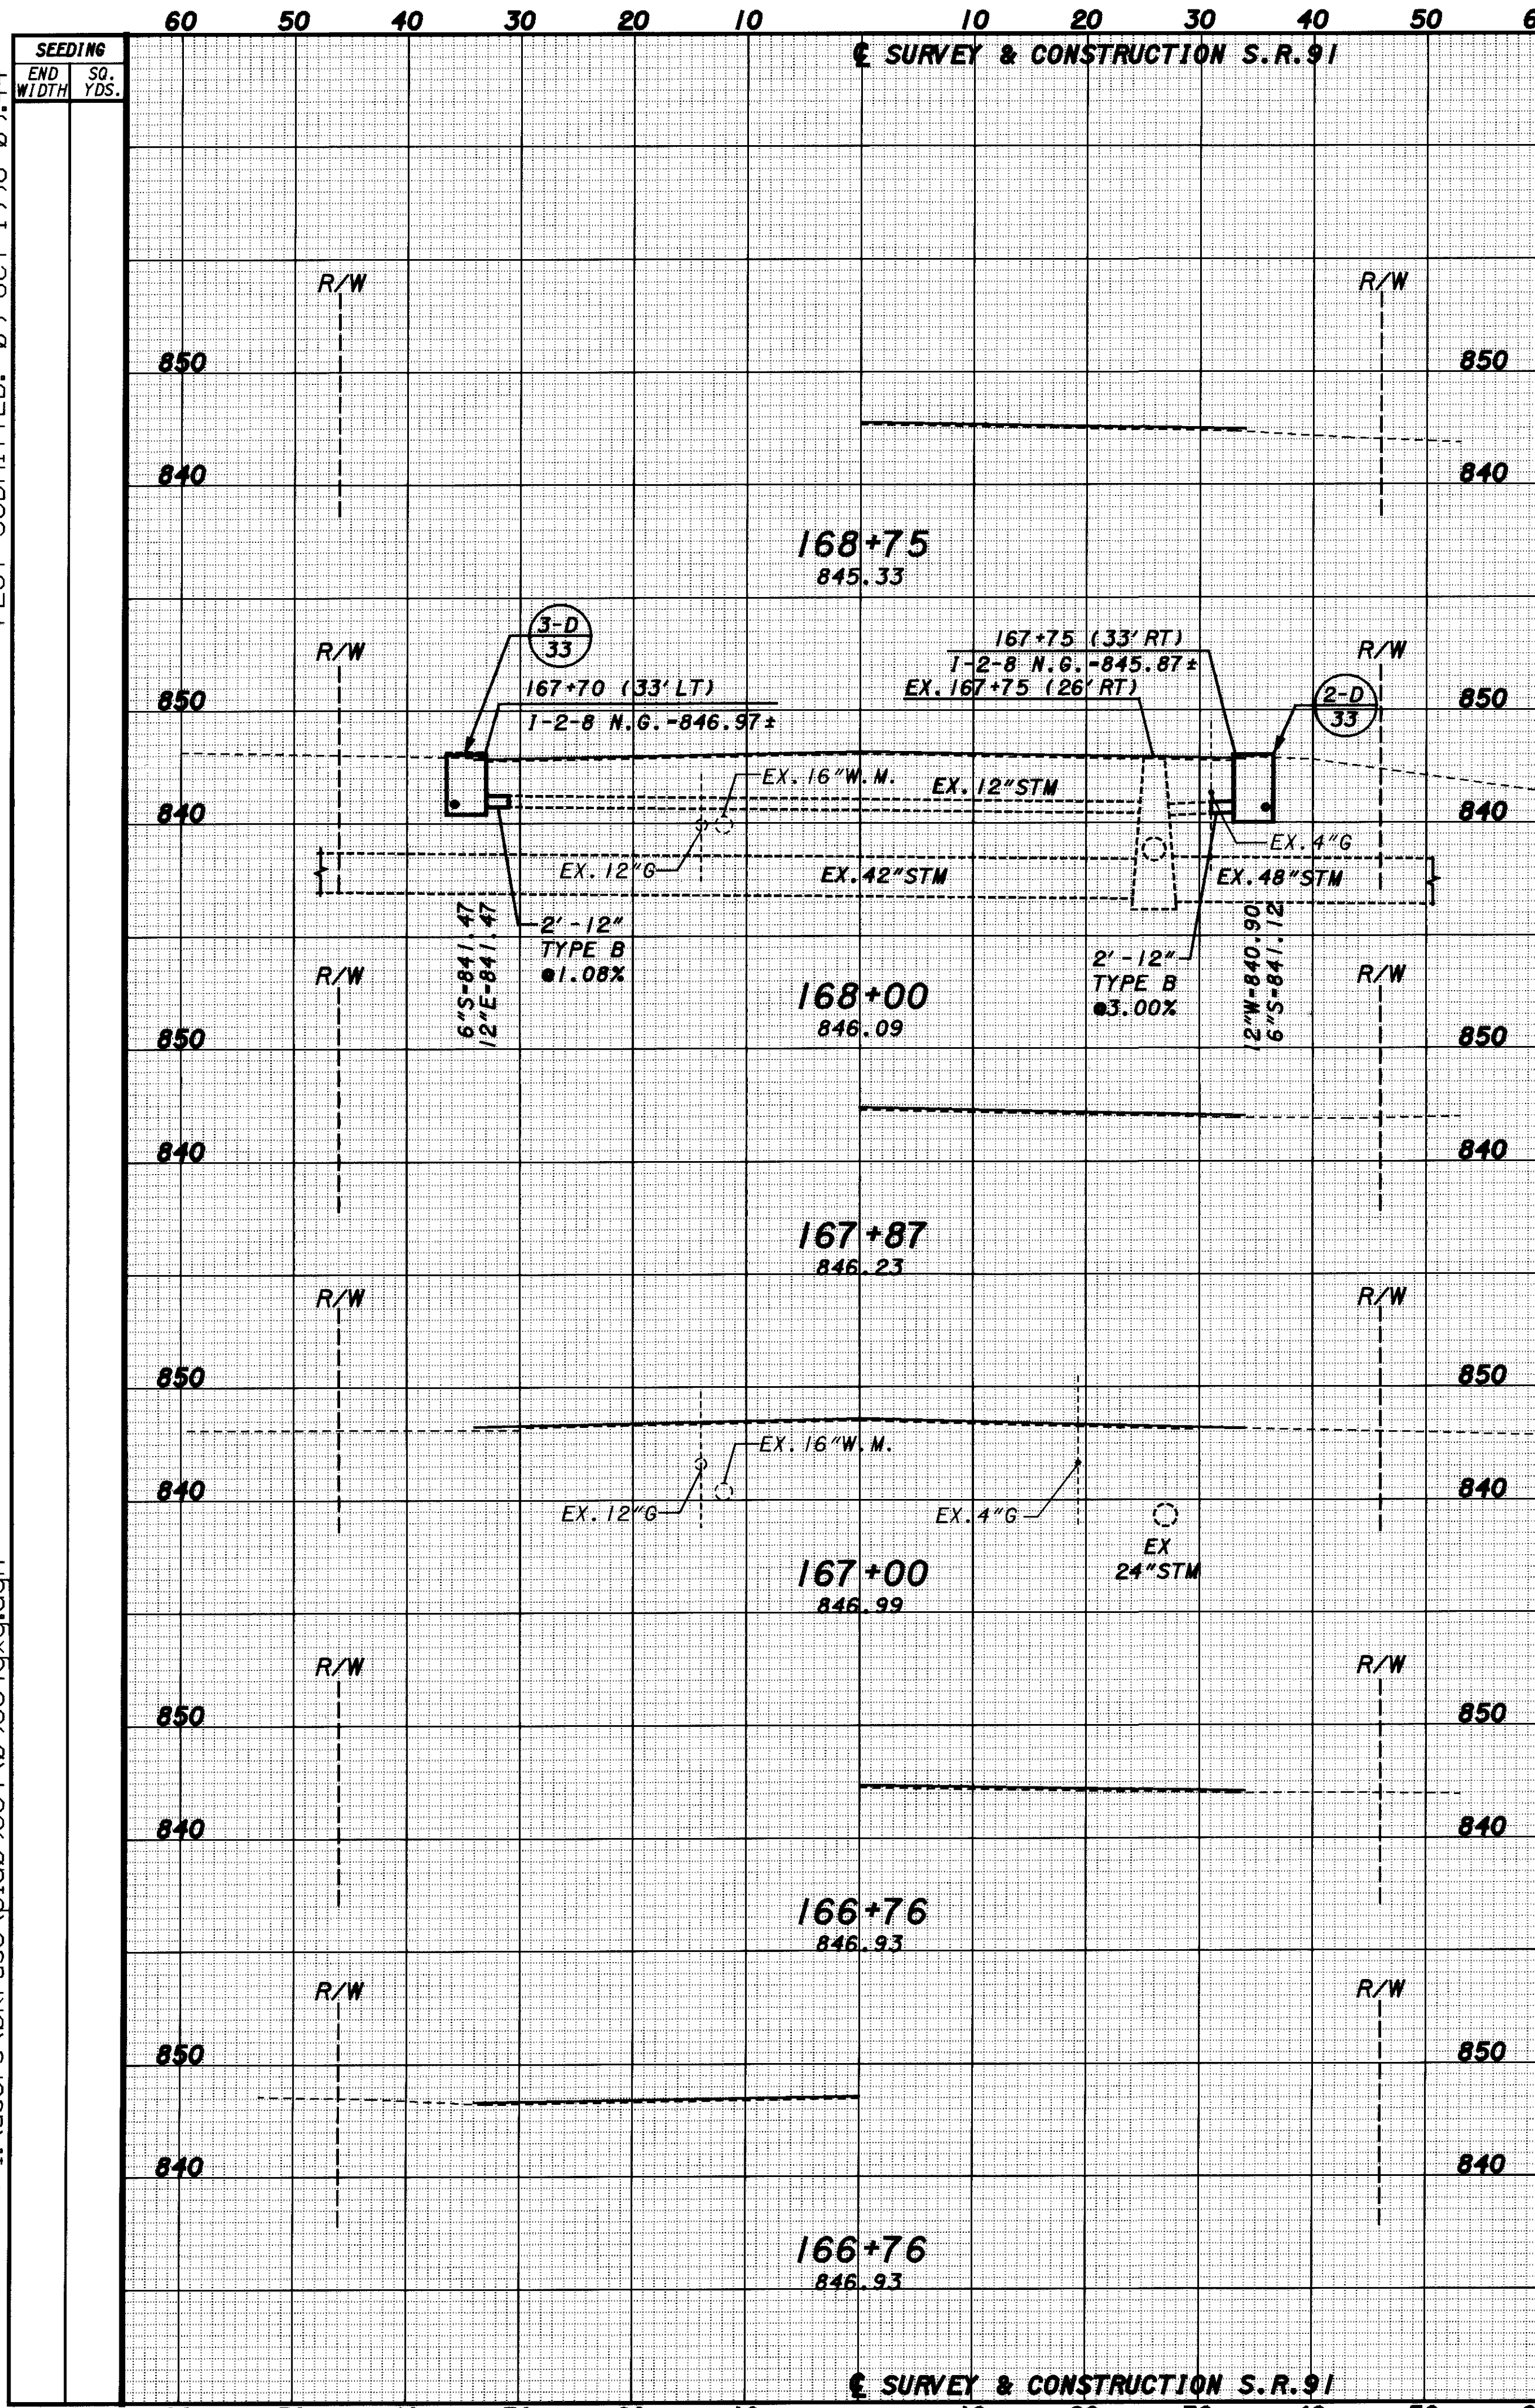 60 50 40 30 20 10 10 20 30 40 50
SEEDING
END WIDTH
SQ. YDS.
℄ SURVEY & CONSTRUCTION S.R.91
R/W R/W
850 850
840 840
168+75
845.33
R/W R/W
3-D
33
167+70 (33' LT)
I-2-8 N.G.=846.97±
167+75 (33' RT)
I-2-8 N.G.=845.87±
EX.167+75 (26' RT)
2-D
33
850 850
EX.16"W.M.
EX.12"STM
840 840
EX.12"G
EX.4"G
EX.42"STM
EX.48"STM
6"S=841.47
12"E=841.47
2'-12"
TYPE B
@1.08%
2'-12"
TYPE B
@3.00%
12"W=840.90
6"S=841.12
R/W R/W
168+00
846.09
850 850
840 840
167+87
846.23
R/W R/W
850 850
EX.16"W.M.
840 840
EX.12"G
EX.4"G
EX
24"STM
167+00
846.99
R/W R/W
850 850
840 840
166+76
846.93
R/W R/W
850 850
840 840
166+76
846.93
℄ SURVEY & CONSTRUCTION S.R.91